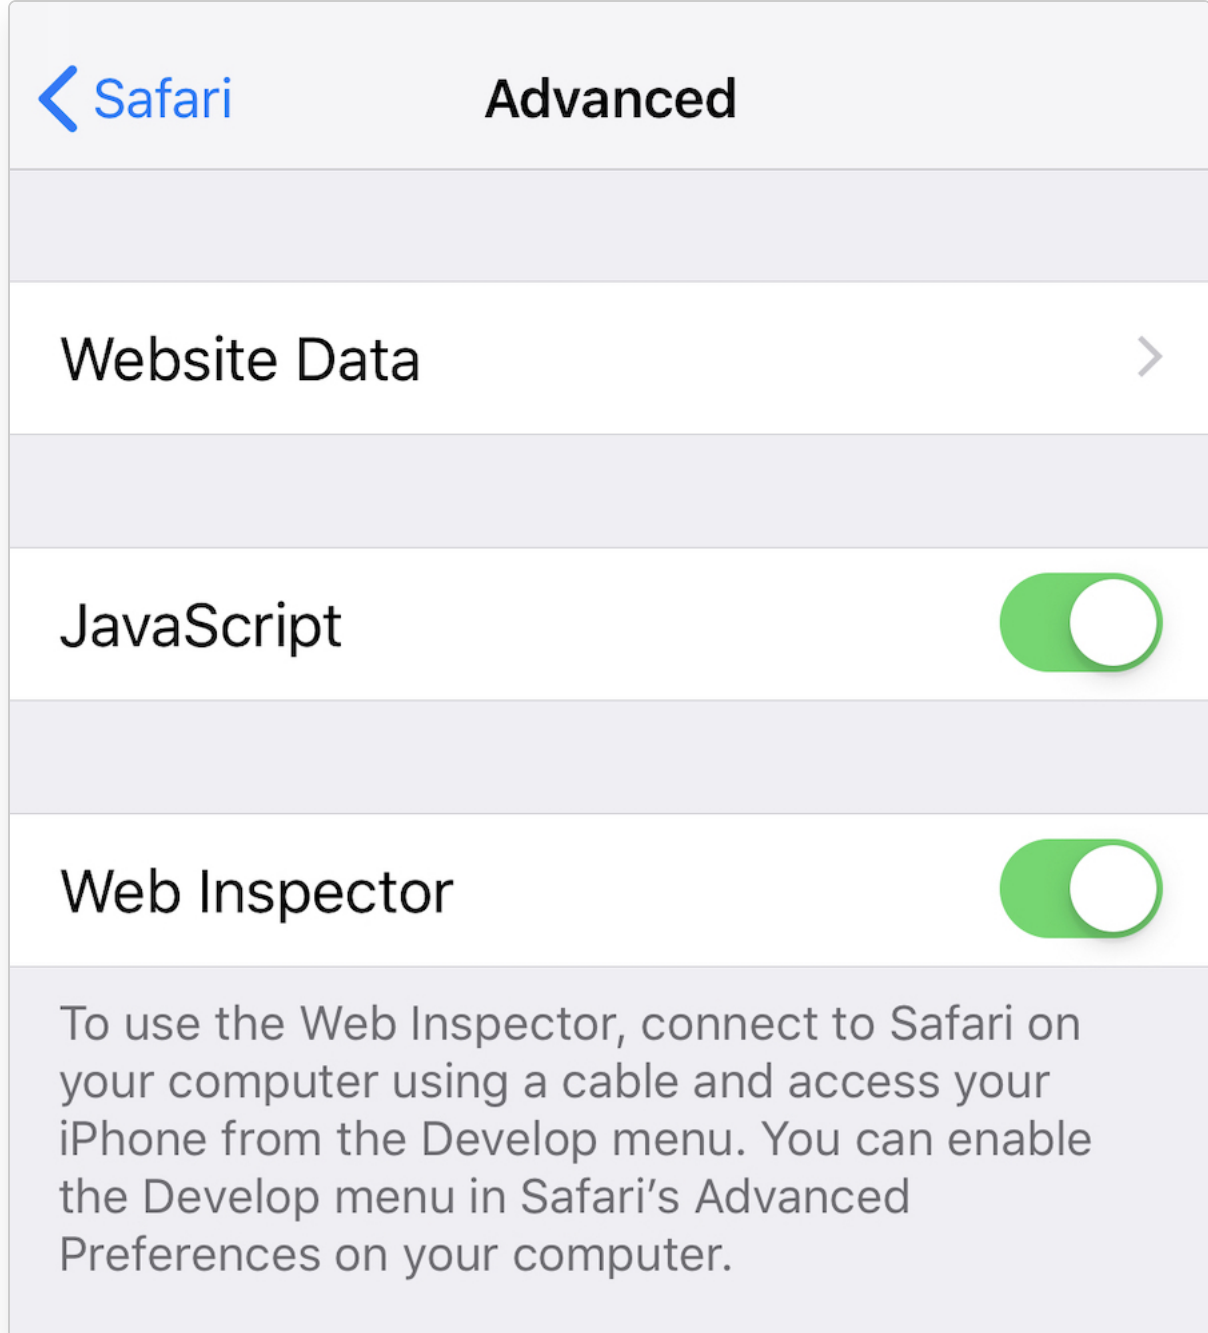 Safari
Advanced
Website Data
JavaScript
Web Inspector
To use the Web Inspector, connect to Safari on
your computer using a cable and access your
iPhone from the Develop menu. You can enable
the Develop menu in Safari’s Advanced
Preferences on your computer.